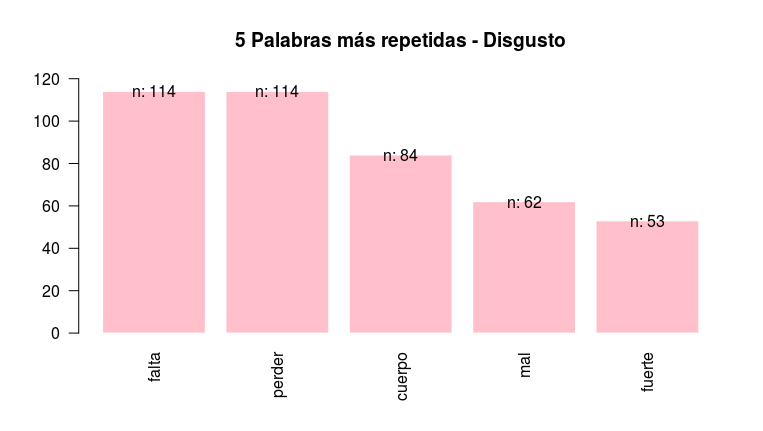 5 Palabras más repetidas - Disgusto
120
100
80
60
40
20
0
n: 114
n: 114
n: 84
n: 62
n: 53
falta
perder
cuerpo
mal
fuerte